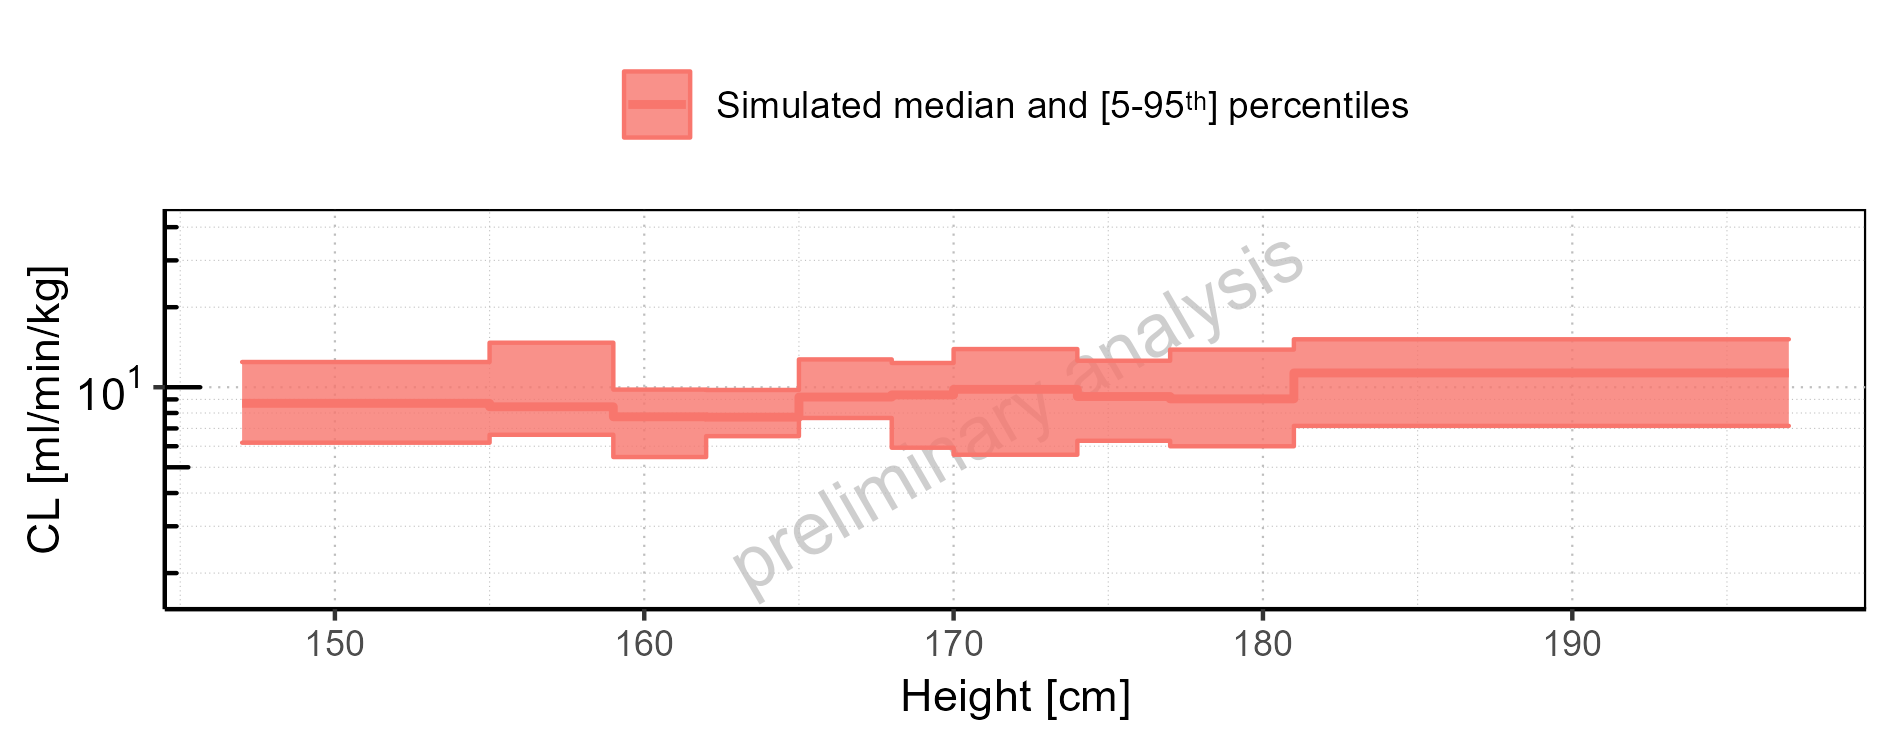 Simulated median and [5-95th] percentiles
CL [ml/min/kg]
10¹
preliminary analysis
150 160 170 180 190
Height [cm]